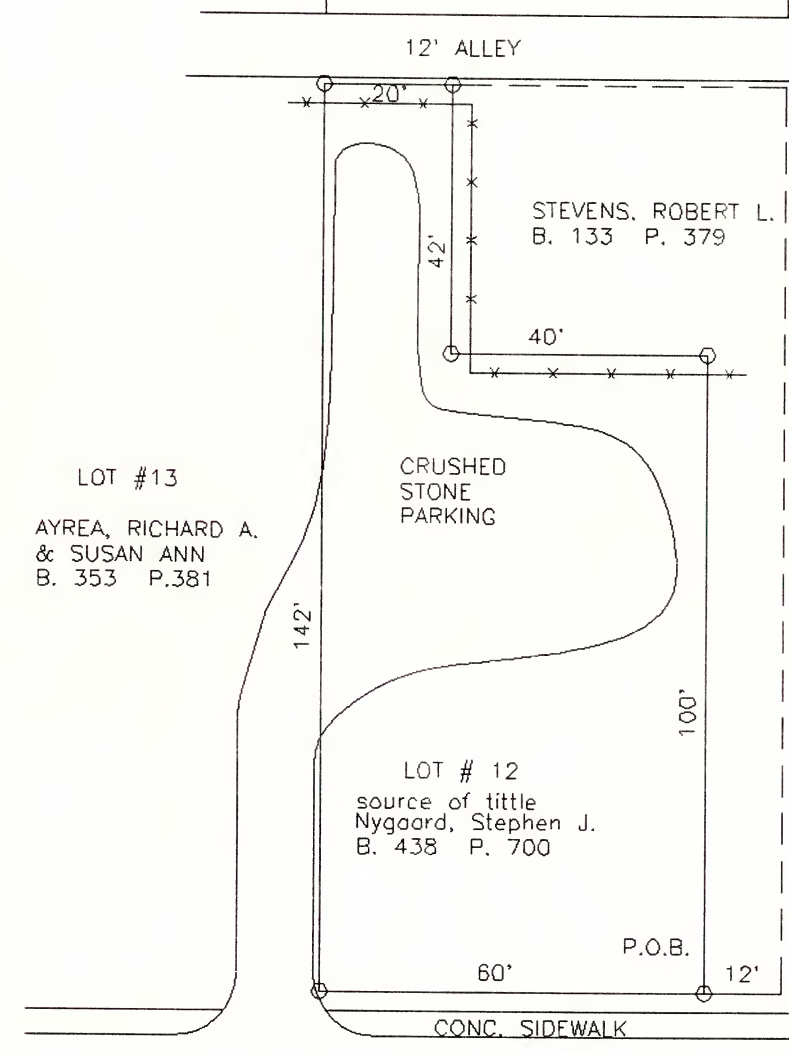 12' ALLEY
20'
STEVENS, ROBERT L.
B. 133 P. 379
42'
40'
LOT #13
AYREA, RICHARD A.
& SUSAN ANN
B. 353 P.381
CRUSHED
STONE
PARKING
142'
100'
LOT # 12
source of tittle
Nygaard, Stephen J.
B. 438 P. 700
P.O.B.
60'
12'
CONC. SIDEWALK